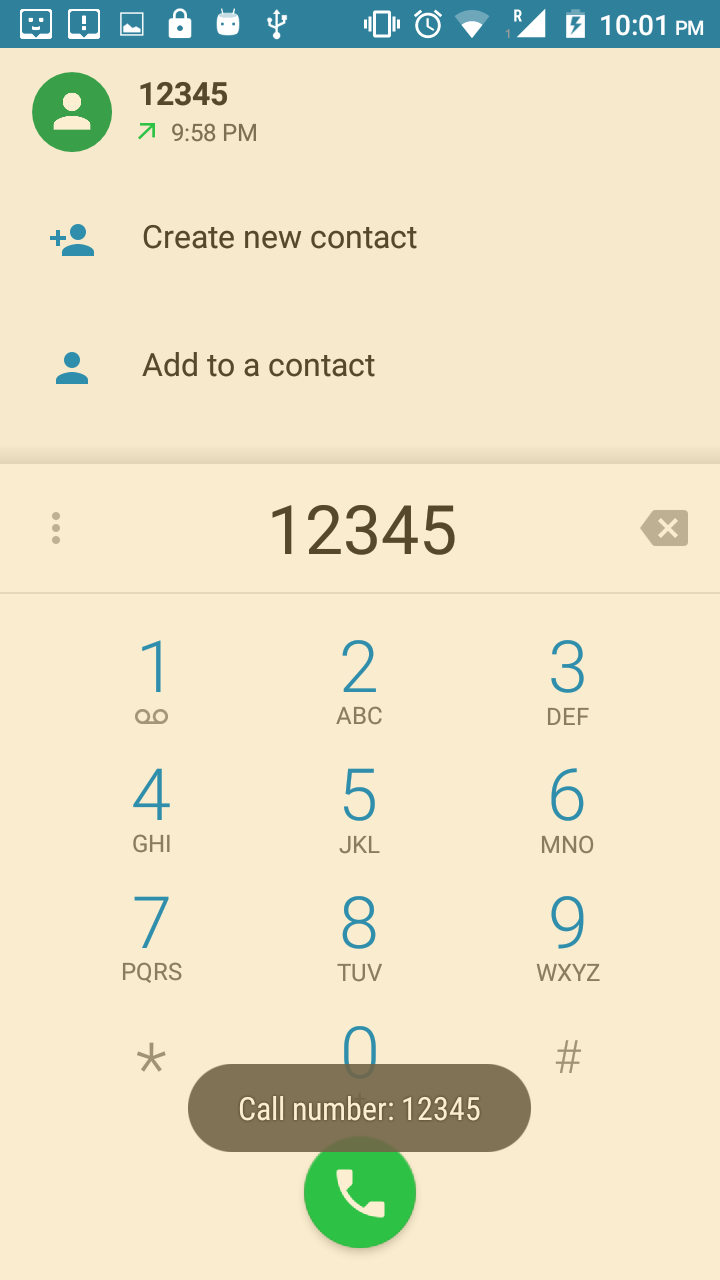 R
1
10:01 PM
12345
9:58 PM
Create new contact
Add to a contact
12345
1
2
ABC
3
DEF
4
GHI
5
JKL
6
MNO
7
PQRS
8
TUV
9
WXYZ
*
0
#
Call number: 12345